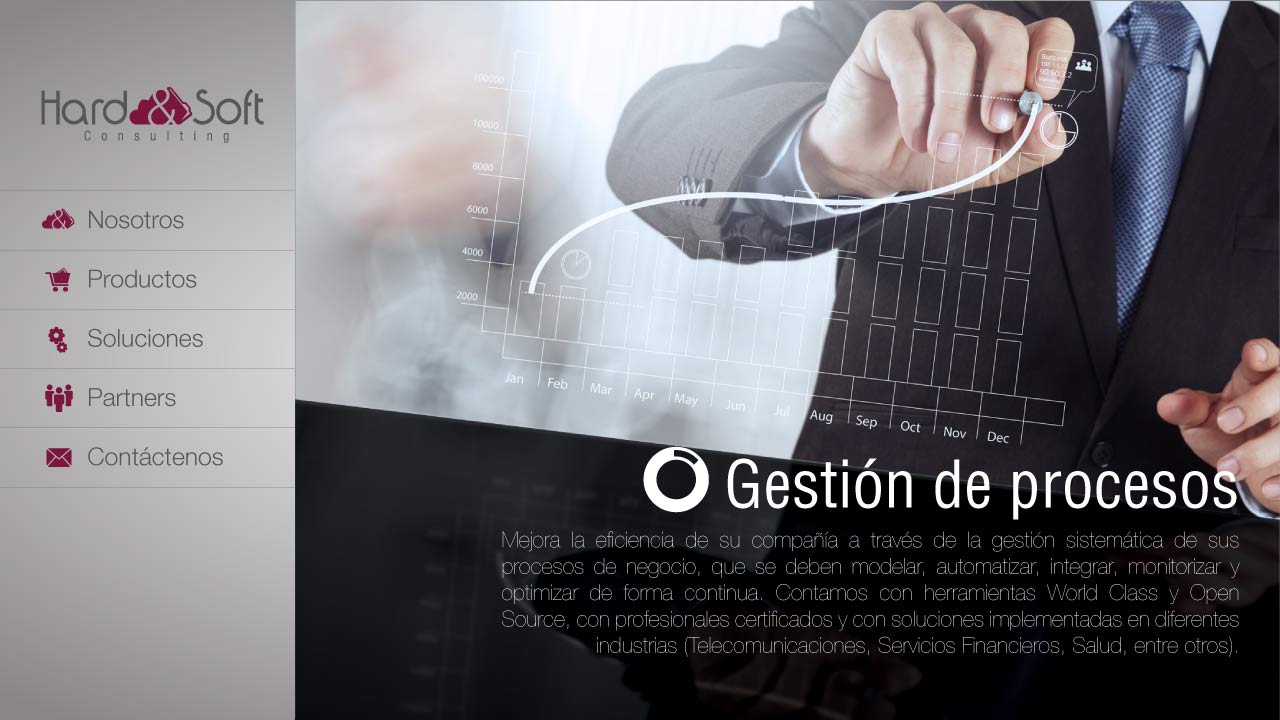 Hard&Soft
Consulting
Nosotros
Productos
Soluciones
Partners
Contáctenos
100000
10000
8000
6000
4000
2000
Jan Feb Mar Apr May Jun Jul Aug Sep Oct Nov Dec
Gestión de procesos
Mejora la eficiencia de su compañía a través de la gestión sistemática de sus
procesos de negocio, que se deben modelar, automatizar, integrar, monitorizar y
optimizar de forma continua. Contamos con herramientas World Class y Open
Source, con profesionales certificados y con soluciones implementadas en diferentes
industrias (Telecomunicaciones, Servicios Financieros, Salud, entre otros).